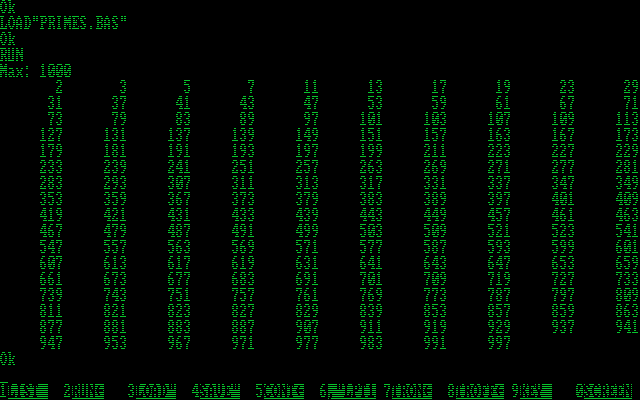 Ok
LOAD"PRIMES.BAS"
Ok
RUN
Max: 1000
2 3 5 7 11 13 17 19 23 29
31 37 41 43 47 53 59 61 67 71
73 79 83 89 97 101 103 107 109 113
127 131 137 139 149 151 157 163 167 173
179 181 191 193 197 199 211 223 227 229
233 239 241 251 257 263 269 271 277 281
283 293 307 311 313 317 331 337 347 349
353 359 367 373 379 383 389 397 401 409
419 421 431 433 439 443 449 457 461 463
467 479 487 491 499 503 509 521 523 541
547 557 563 569 571 577 587 593 599 601
607 613 617 619 631 641 643 647 653 659
661 673 677 683 691 701 709 719 727 733
739 743 751 757 761 769 773 787 797 809
811 821 823 827 829 839 853 857 859 863
877 881 883 887 907 911 919 929 937 941
947 953 967 971 977 983 991 997
Ok
1LIST 2RUN← 3LOAD" 4SAVE" 5CONT← 6,"LPT1 7TRON← 8TROFF← 9KEY 0SCREEN